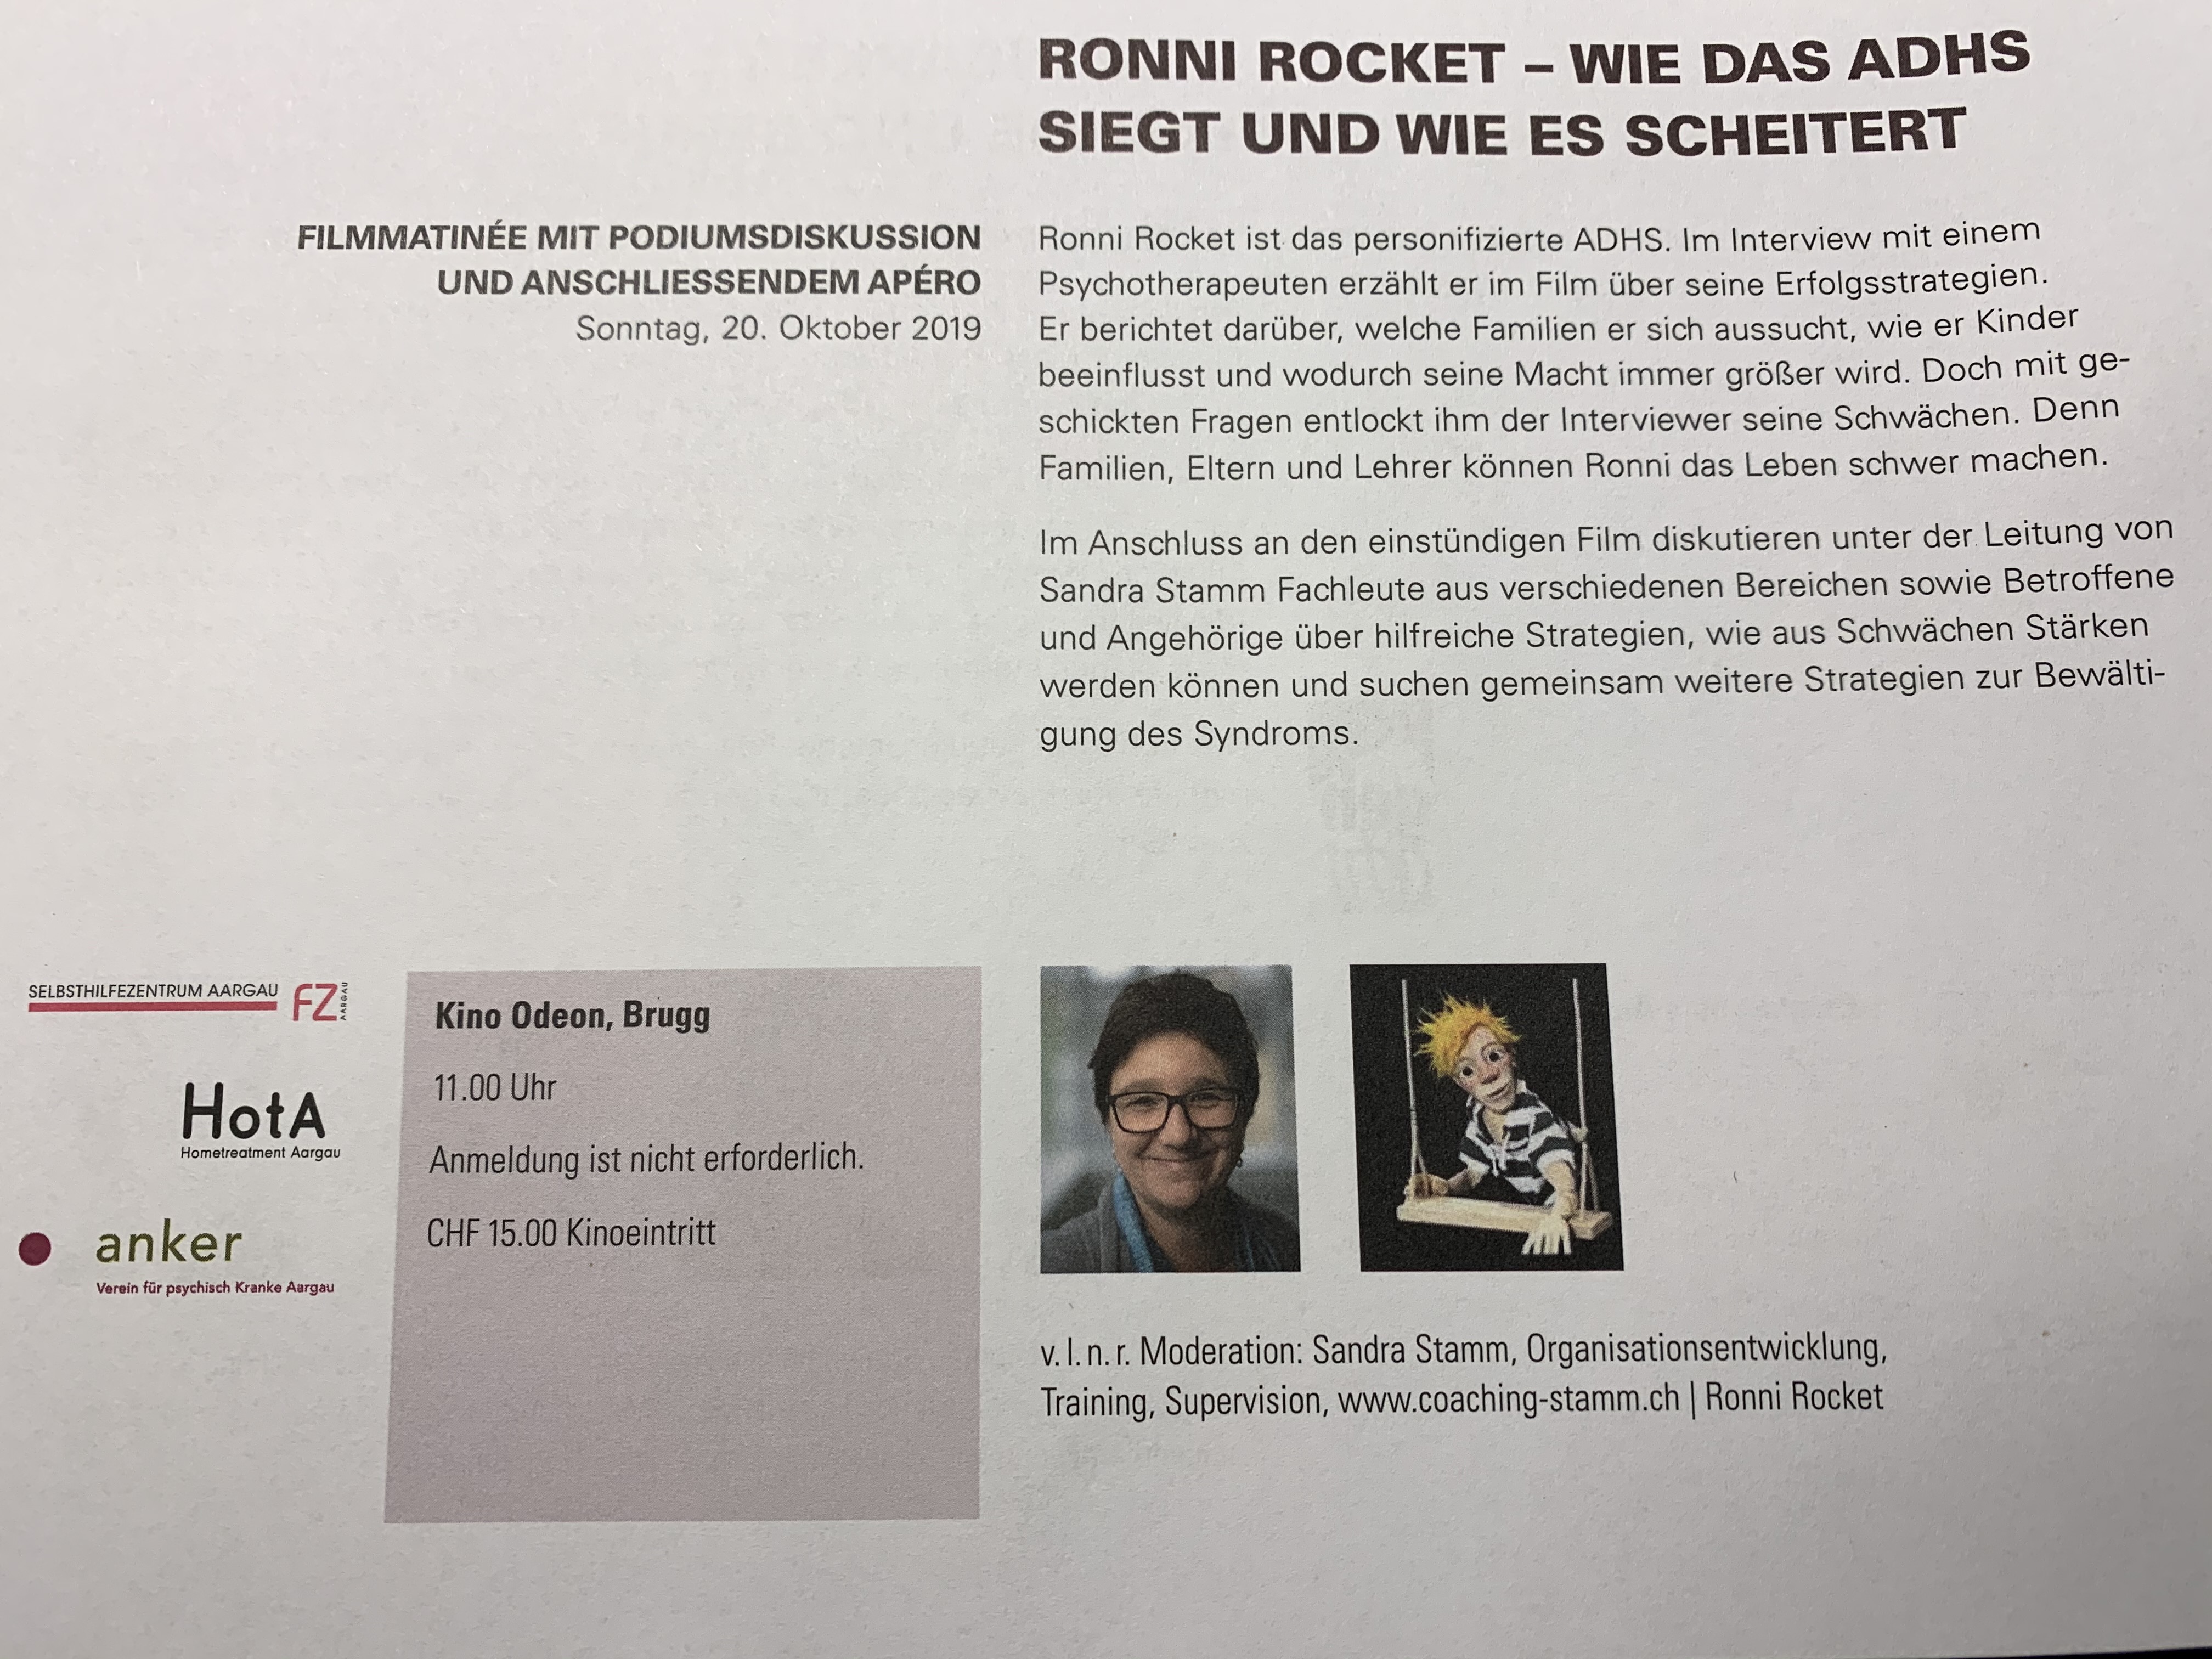 RONNI ROCKET – WIE DAS ADHS
SIEGT UND WIE ES SCHEITERT
FILMMATINÉE MIT PODIUMSDISKUSSION
UND ANSCHLIESSENDEM APÉRO
Sonntag, 20. Oktober 2019
Ronni Rocket ist das personifizierte ADHS. Im Interview mit einem
Psychotherapeuten erzählt er im Film über seine Erfolgsstrategien.
Er berichtet darüber, welche Familien er sich aussucht, wie er Kinder
beeinflusst und wodurch seine Macht immer größer wird. Doch mit ge-
schickten Fragen entlockt ihm der Interviewer seine Schwächen. Denn
Familien, Eltern und Lehrer können Ronni das Leben schwer machen.
Im Anschluss an den einstündigen Film diskutieren unter der Leitung von
Sandra Stamm Fachleute aus verschiedenen Bereichen sowie Betroffene
und Angehörige über hilfreiche Strategien, wie aus Schwächen Stärken
werden können und suchen gemeinsam weitere Strategien zur Bewälti-
gung des Syndroms.
SELBSTHILFEZENTRUM AARGAU
FZ AARGAU
HotA
Hometreatment Aargau
anker
Verein für psychisch Kranke Aargau
Kino Odeon, Brugg
11.00 Uhr
Anmeldung ist nicht erforderlich.
CHF 15.00 Kinoeintritt
v. l. n. r. Moderation: Sandra Stamm, Organisationsentwicklung,
Training, Supervision, www.coaching-stamm.ch | Ronni Rocket